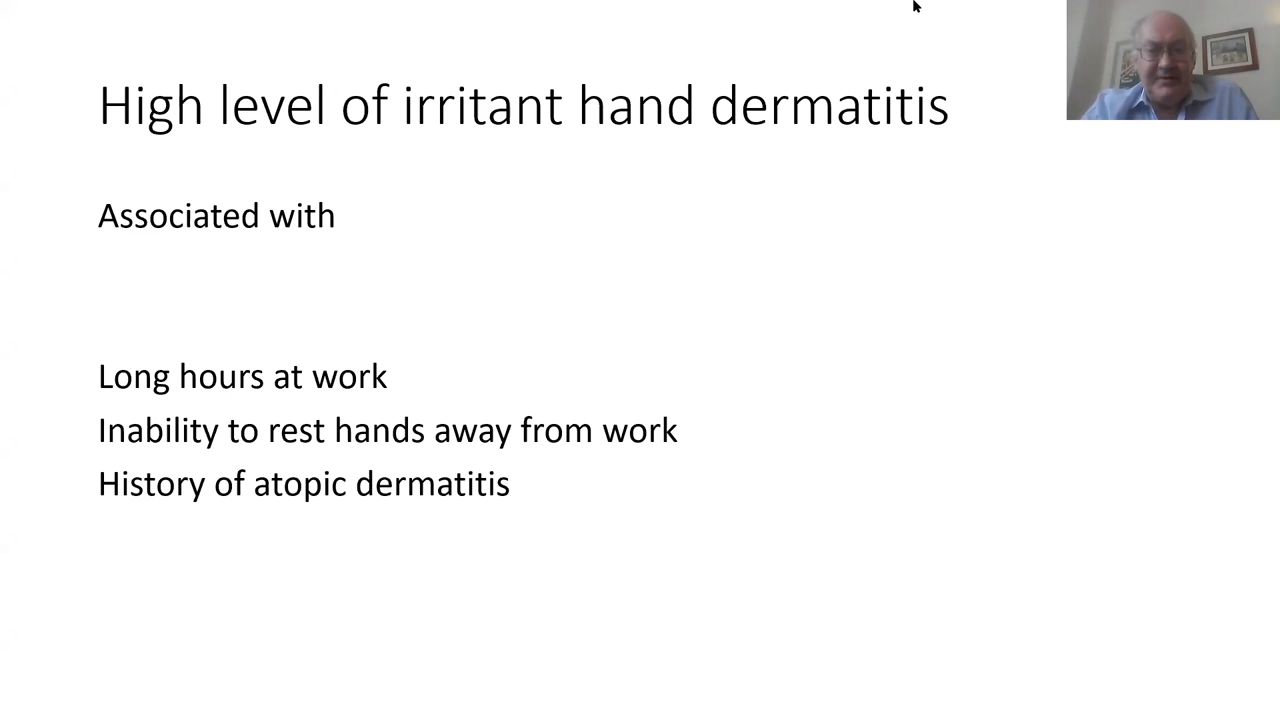 High level of irritant hand dermatitis
Associated with
Long hours at work
Inability to rest hands away from work
History of atopic dermatitis